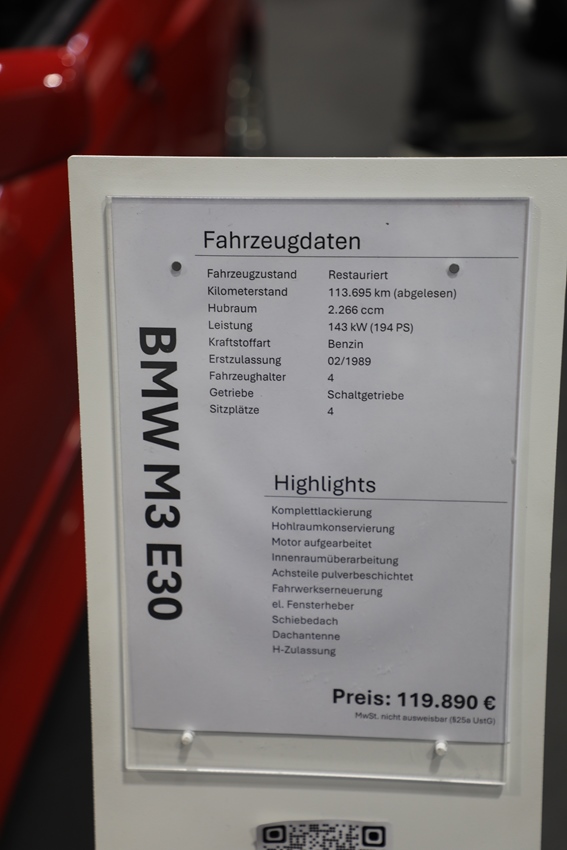 BMW M3 E30
Fahrzeugdaten
Fahrzeugzustand Restauriert
Kilometerstand 113.695 km (abgelesen)
Hubraum 2.266 ccm
Leistung 143 kW (194 PS)
Kraftstoffart Benzin
Erstzulassung 02/1989
Fahrzeughalter 4
Getriebe Schaltgetriebe
Sitzplätze 4
Highlights
Komplettlackierung
Hohlraumkonservierung
Motor aufgearbeitet
Innenraumüberarbeitung
Achsteile pulverbeschichtet
Fahrwerkserneuerung
el. Fensterheber
Schiebedach
Dachantenne
H-Zulassung
Preis: 119.890 €
MwSt. nicht ausweisbar (§25a UstG)